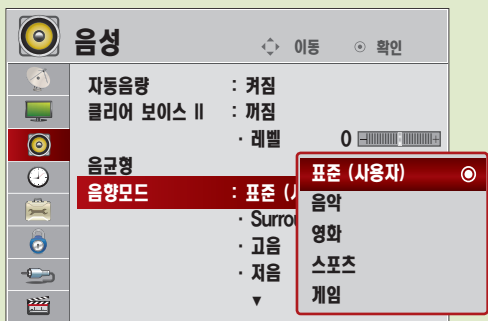 음성 이동 확인
자동음량 : 켜짐
클리어 보이스 II : 꺼짐
· 레벨 0
음균형
음향모드 : 표준
· Surrou
· 고음
· 저음
▼
표준 (사용자)
음악
영화
스포츠
게임